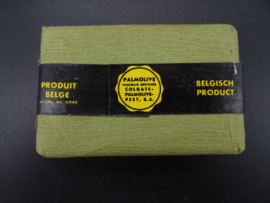 PRODUIT
BELGE
PALMOLIVE
COLGATE-
PALMOLIVE-
PEET, S.A.
BELGISCH
PRODUCT